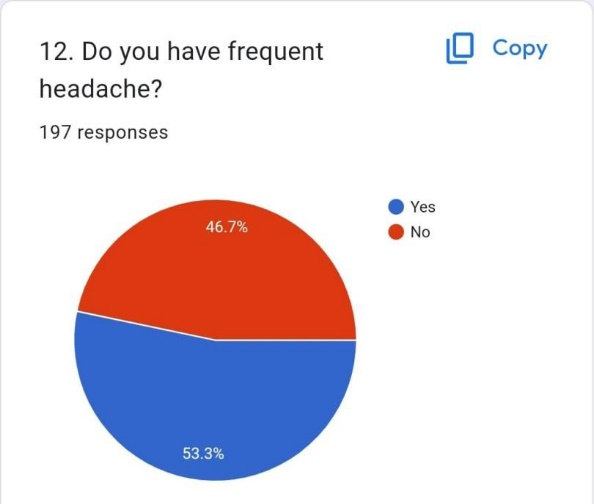 12. Do you have frequent
headache?
Copy
197 responses
Yes
No
46.7%
53.3%